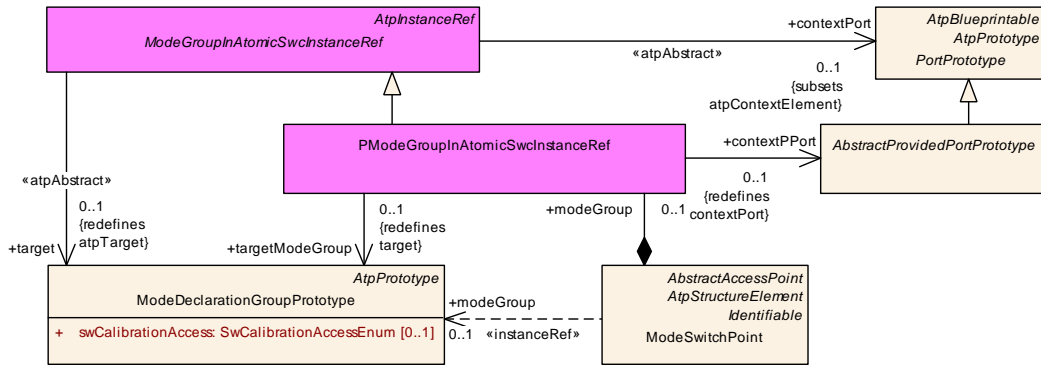 AtpInstanceRef
ModeGroupInAtomicSwcInstanceRef
+contextPort
«atpAbstract»
0..1
{subsets
atpContextElement}
AtpBlueprintable
AtpPrototype
PortPrototype
PModeGroupInAtomicSwcInstanceRef
+contextPPort
0..1
{redefines
contextPort}
AbstractProvidedPortPrototype
«atpAbstract»
0..1
{redefines
atpTarget}
+target
0..1
{redefines
target}
+targetModeGroup
+modeGroup
0..1
AtpPrototype
ModeDeclarationGroupPrototype
+ swCalibrationAccess: SwCalibrationAccessEnum [0..1]
+modeGroup
0..1
«instanceRef»
AbstractAccessPoint
AtpStructureElement
Identifiable
ModeSwitchPoint